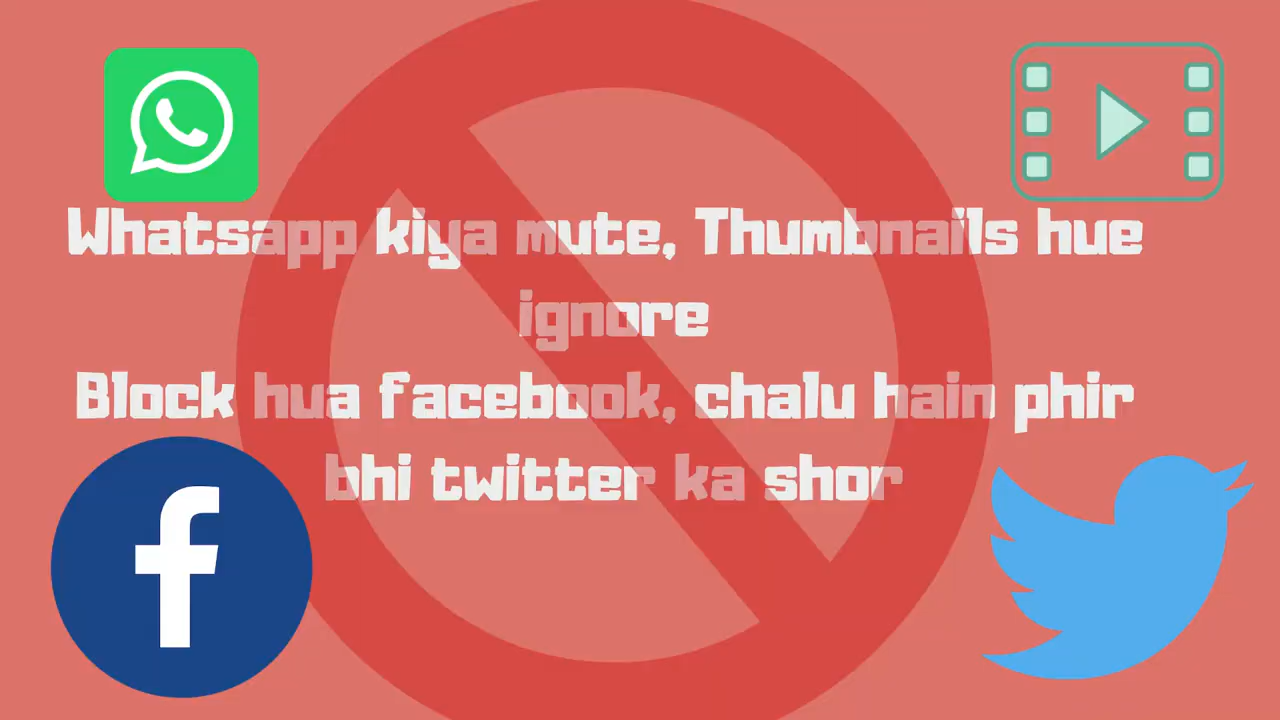 Whatsapp kiya mute, Thumbnails hue
ignore
Block hua facebook, chalu hain phir
bhi twitter ka shor